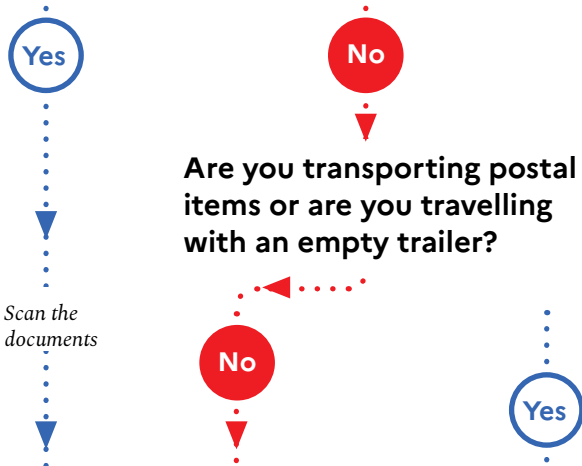 Yes
No
Are you transporting postal
items or are you travelling
with an empty trailer?
Scan the
documents
No
Yes